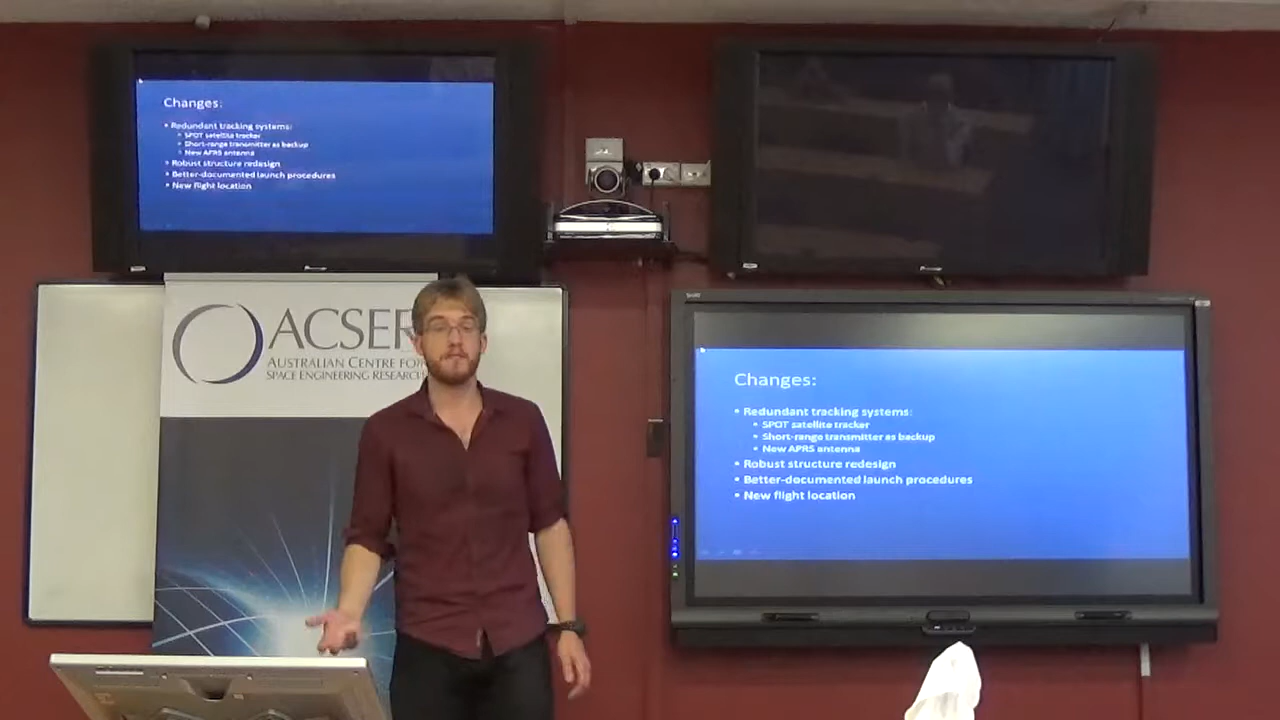 Changes:
• Redundant tracking systems:
• SPOT satellite tracker
• Short-range transmitter as backup
• New APRS antenna
• Robust structure redesign
• Better-documented launch procedures
• New flight location
ACSER
AUSTRALIAN CENTRE FOR
SPACE ENGINEERING RESEARCH
Changes:
• Redundant tracking systems:
• SPOT satellite tracker
• Short-range transmitter as backup
• New APRS antenna
• Robust structure redesign
• Better-documented launch procedures
• New flight location